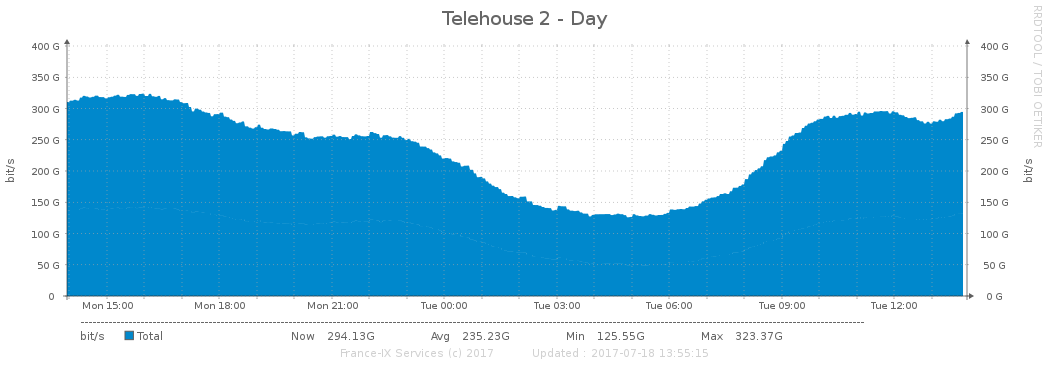 Telehouse 2 - Day
RRDTOOL / TOBI OETIKER
400 G 400 G
350 G 350 G
300 G 300 G
250 G 250 G
200 G 200 G
150 G 150 G
100 G 100 G
50 G 50 G
0 0 G
bit/s
bit/s
Mon 15:00 Mon 18:00 Mon 21:00 Tue 00:00 Tue 03:00 Tue 06:00 Tue 09:00 Tue 12:00
bit/s Total Now 294.13G Avg 235.23G Min 125.55G Max 323.37G
France-IX Services (c) 2017 Updated : 2017-07-18 13:55:15